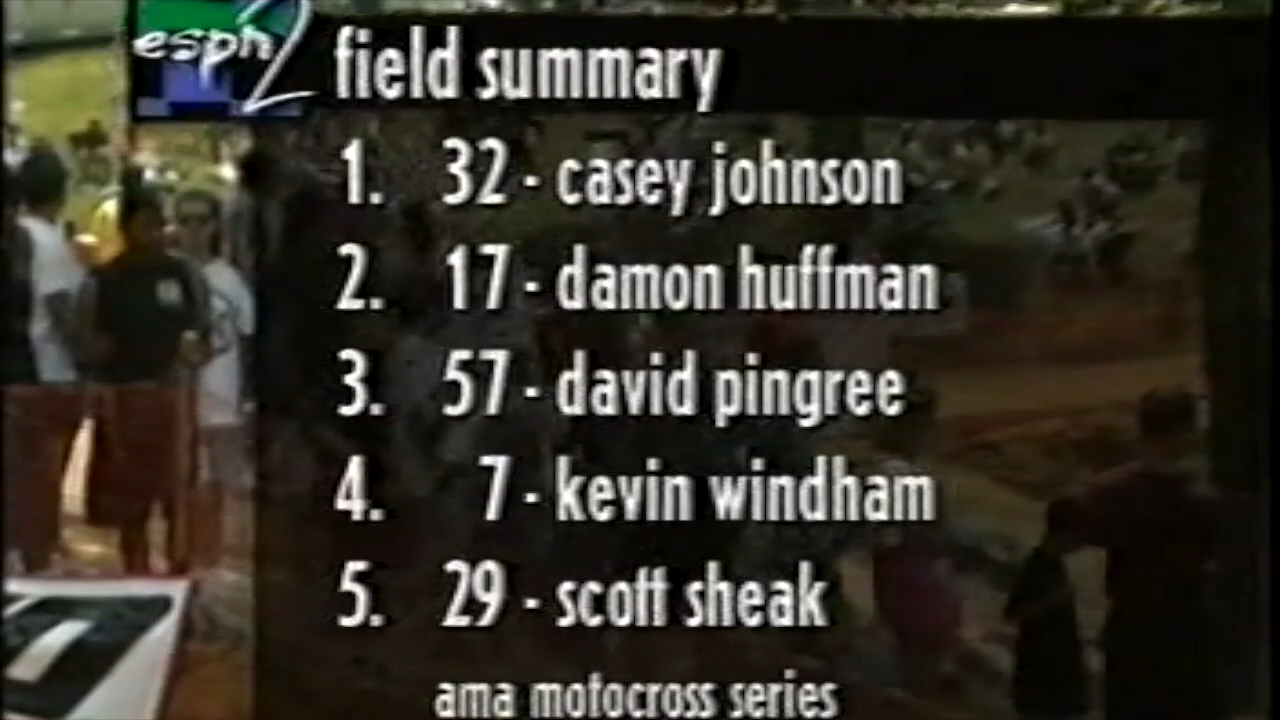 espn2
field summary
1. 32 - casey johnson
2. 17 - damon huffman
3. 57 - david pingree
4. 7 - kevin windham
5. 29 - scott sheak
ama motocross series